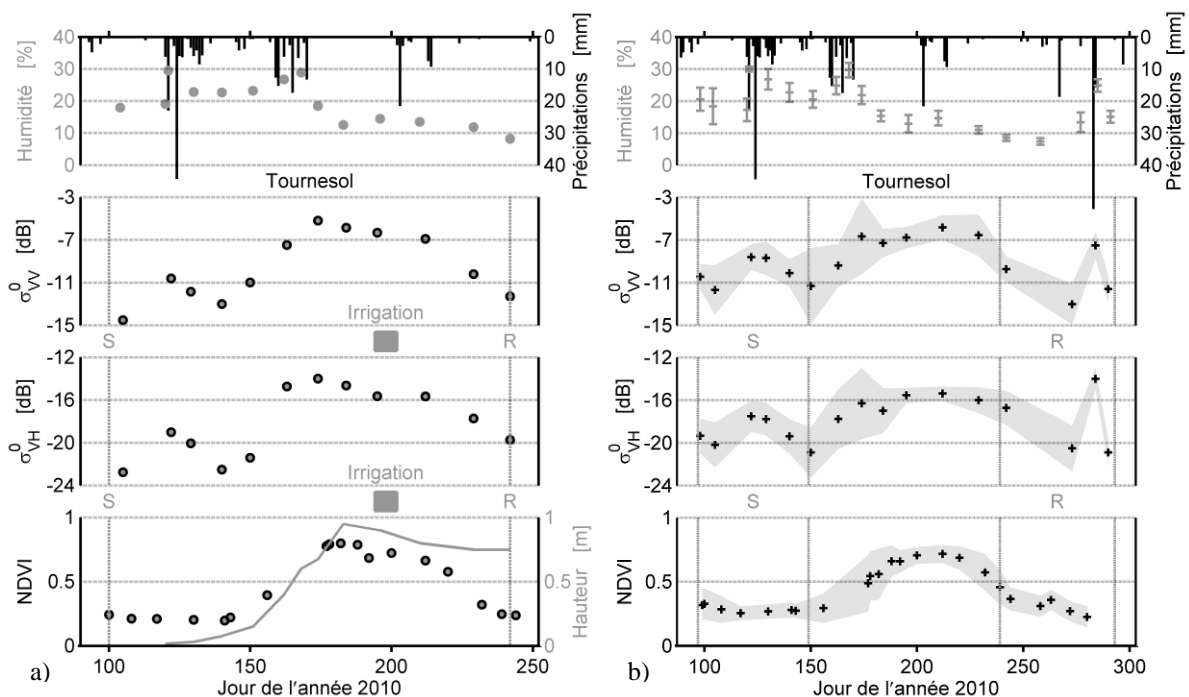 Humidité [%]
40
30
20
10
0
0
10
20
30
40
Précipitations [mm]
Tournesol
σ⁰VV [dB]
-3
-7
-11
-15
Irrigation
S
R
σ⁰VH [dB]
-12
-16
-20
-24
Irrigation
S
R
NDVI
1
0.5
0
1
0.5
0
Hauteur [m]
100
150
200
250
a)
Jour de l'année 2010
Humidité [%]
40
30
20
10
0
0
10
20
30
40
Précipitations [mm]
Tournesol
σ⁰VV [dB]
-3
-7
-11
-15
S
R
σ⁰VH [dB]
-12
-16
-20
-24
S
R
NDVI
1
0.5
0
100
150
200
250
300
b)
Jour de l'année 2010